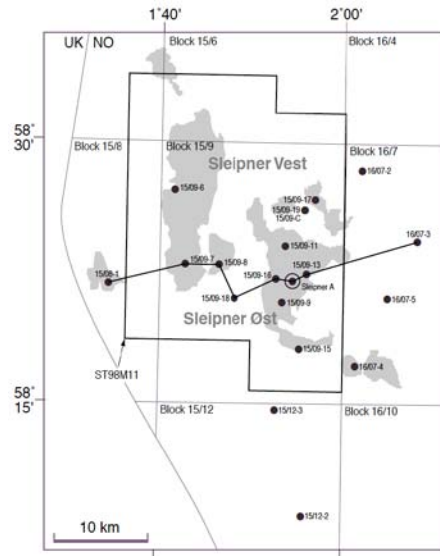 1°40' 2°00'
UK NO Block 15/6 Block 16/4
58°
30'
Block 15/8 Block 15/9 Block 16/7
Sleipner Vest
16/07-2
15/09-6
15/09-17
15/09-19
15/09-C
16/07-3
15/09-11
15/09-7 15/09-8
15/09-16 15/09-13
15/08-1
Sleipner A
15/09-18 15/09-9
16/07-5
Sleipner Øst
15/09-15
16/07-4
ST98M11
58°
15'
Block 15/12 Block 16/10
15/12-3
15/12-2
10 km